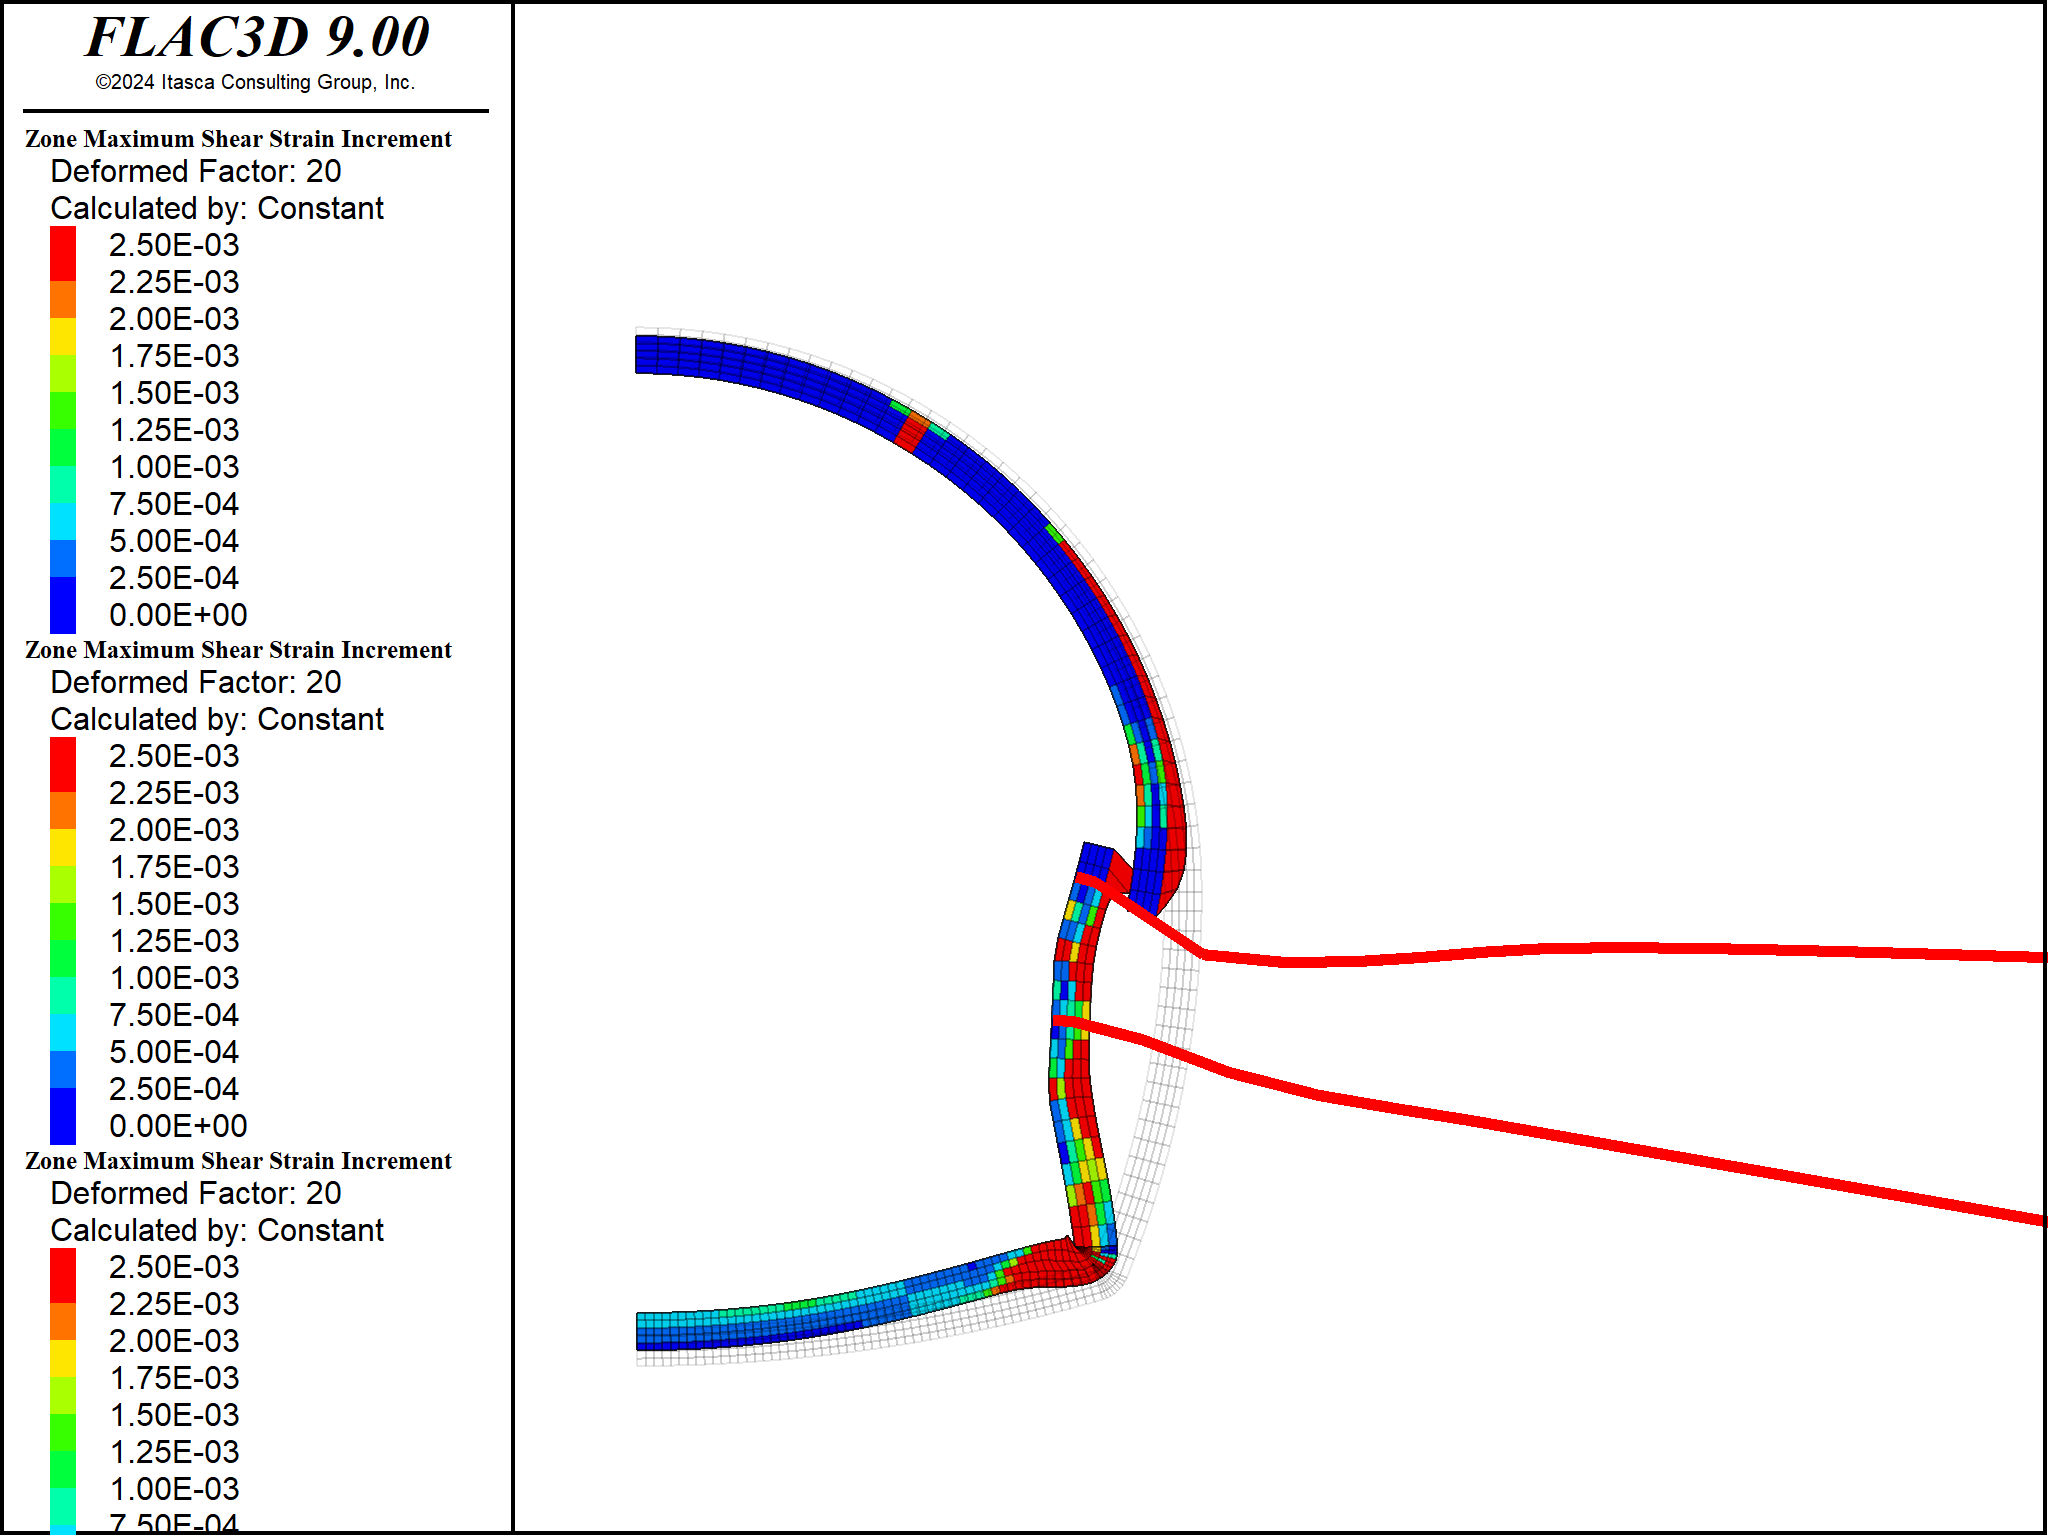 FLAC3D 9.00
©2024 Itasca Consulting Group, Inc.
Zone Maximum Shear Strain Increment
Deformed Factor: 20
Calculated by: Constant
2.50E-03
2.25E-03
2.00E-03
1.75E-03
1.50E-03
1.25E-03
1.00E-03
7.50E-04
5.00E-04
2.50E-04
0.00E+00
Zone Maximum Shear Strain Increment
Deformed Factor: 20
Calculated by: Constant
2.50E-03
2.25E-03
2.00E-03
1.75E-03
1.50E-03
1.25E-03
1.00E-03
7.50E-04
5.00E-04
2.50E-04
0.00E+00
Zone Maximum Shear Strain Increment
Deformed Factor: 20
Calculated by: Constant
2.50E-03
2.25E-03
2.00E-03
1.75E-03
1.50E-03
1.25E-03
1.00E-03
7.50E-04